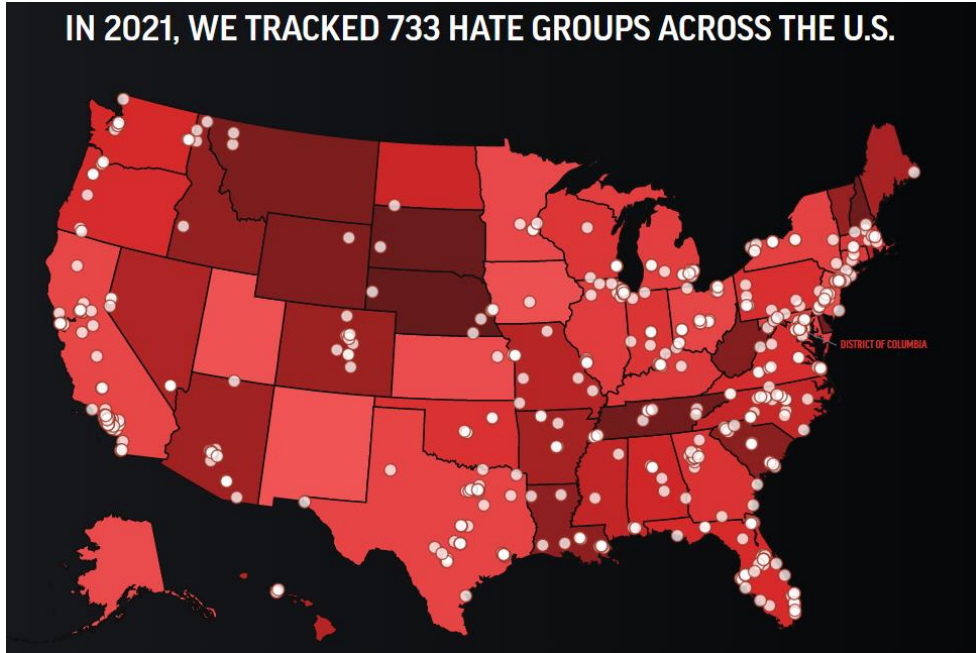 IN 2021, WE TRACKED 733 HATE GROUPS ACROSS THE U.S.
DISTRICT OF COLUMBIA